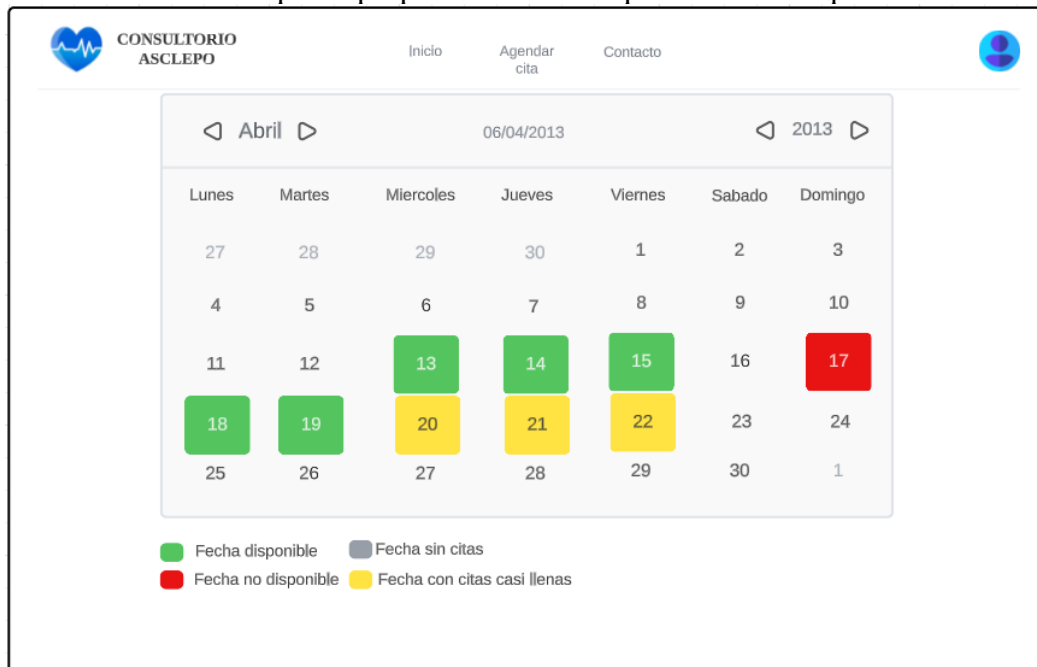 CONSULTORIO
ASCLEPO
Inicio
Agendar
cita
Contacto
Abril
06/04/2013
2013
Lunes Martes Miercoles Jueves Viernes Sabado Domingo
27 28 29 30 1 2 3
4 5 6 7 8 9 10
11 12 13 14 15 16 17
18 19 20 21 22 23 24
25 26 27 28 29 30 1
Fecha disponible Fecha sin citas
Fecha no disponible Fecha con citas casi llenas